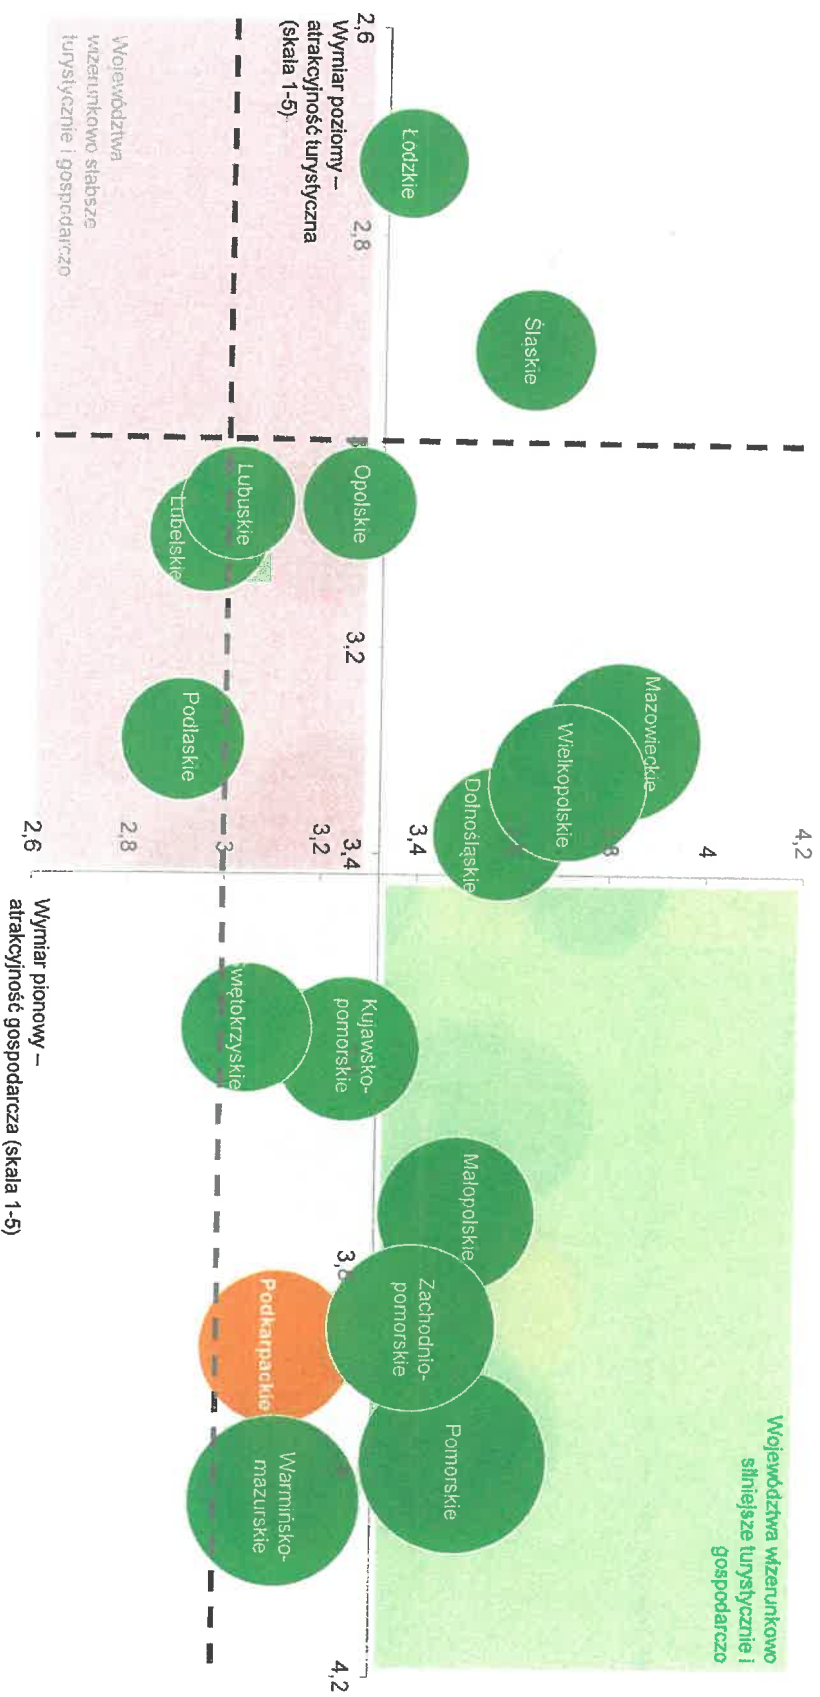 4,2
Województwa wizerunkowo
silniejsze turystycznie i
gospodarczo
4
Mazowieckie
Wielkopolskie
Śląskie
Dolnośląskie
3,4
Łódzkie
Małopolskie
Zachodnio-
pomorskie
Pomorskie
2,6
2,8
3,2
3,4
3,8
4,2
Opolskie
Kujawsko-
pomorskie
Wymiar poziomy –
atrakcyjność turystyczna
(skala 1-5)
3,2
Podkarpackie
Warmińsko-
mazurskie
Lubuskie
Świętokrzyskie
3
Lubelskie
Podlaskie
2,8
Województwa
wizerunkowo słabsze
turystycznie i gospodarczo
2,6
Wymiar pionowy –
atrakcyjność gospodarcza (skala 1-5)